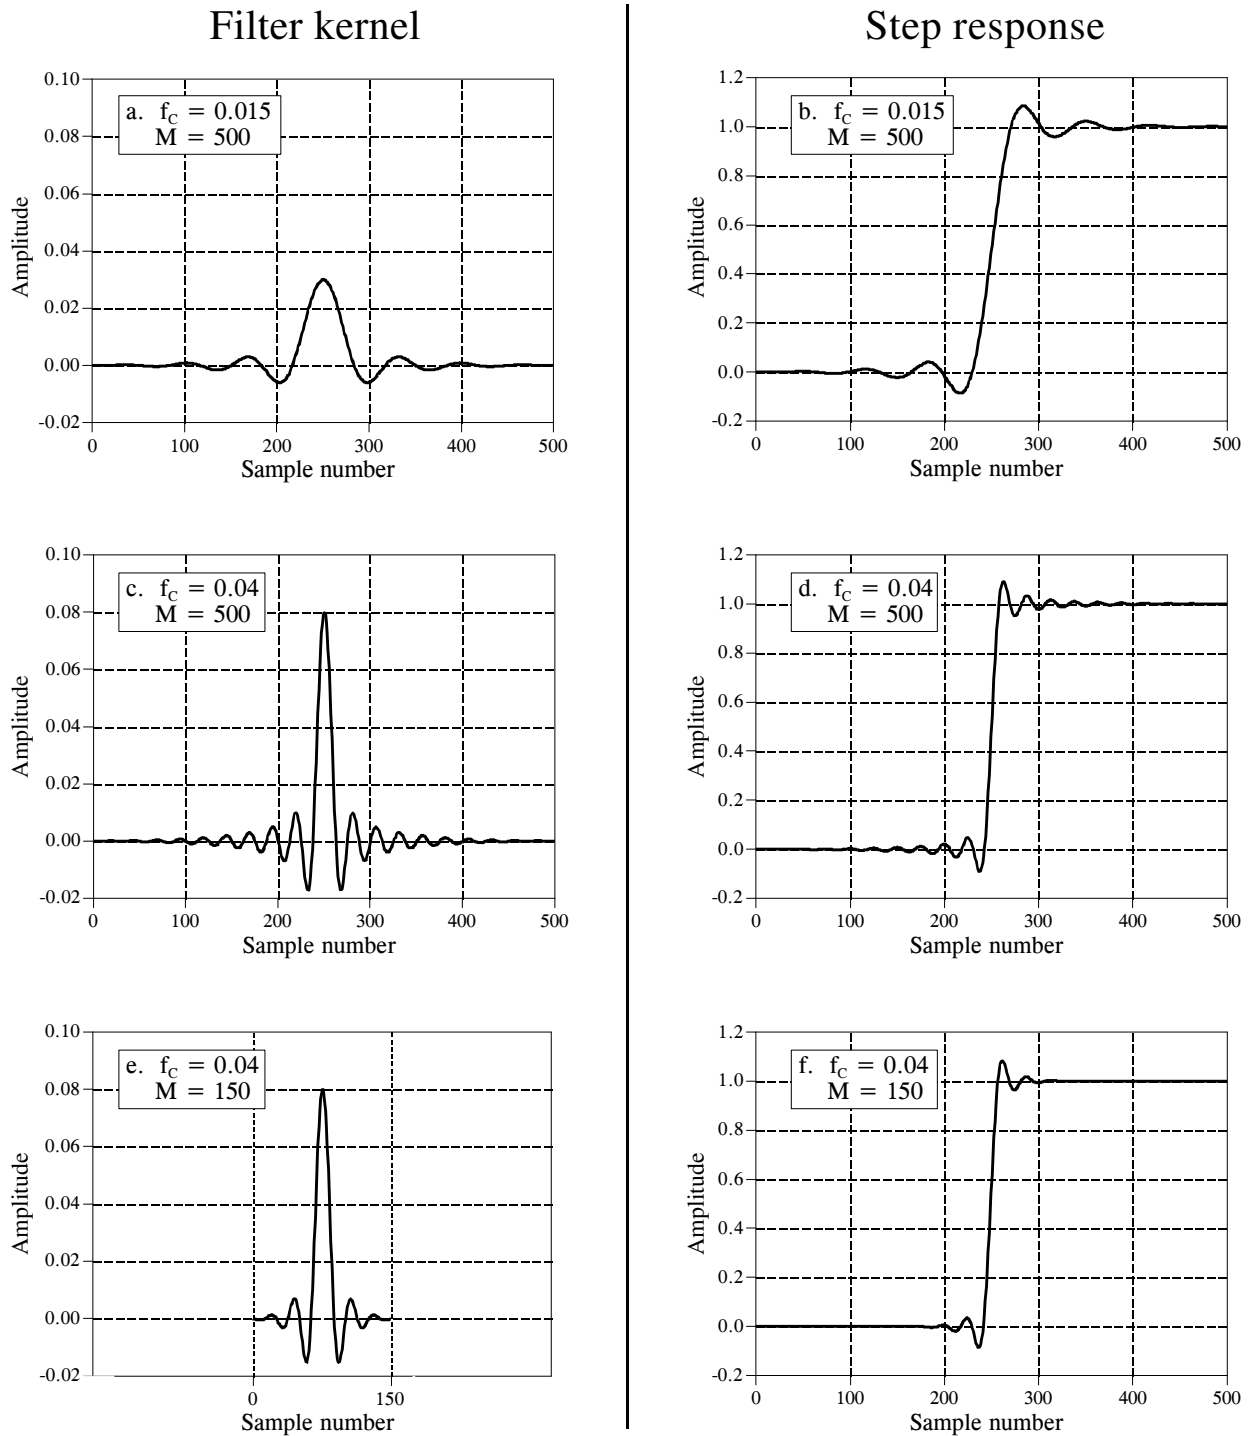 Filter kernel
Step response
0.10
0.08
0.06
0.04
0.02
0.00
-0.02
Amplitude
a. fC = 0.015
M = 500
0 100 200 300 400 500
Sample number
1.2
1.0
0.8
0.6
0.4
0.2
0.0
-0.2
Amplitude
b. fC = 0.015
M = 500
0 100 200 300 400 500
Sample number
0.10
0.08
0.06
0.04
0.02
0.00
-0.02
Amplitude
c. fC = 0.04
M = 500
0 100 200 300 400 500
Sample number
1.2
1.0
0.8
0.6
0.4
0.2
0.0
-0.2
Amplitude
d. fC = 0.04
M = 500
0 100 200 300 400 500
Sample number
0.10
0.08
0.06
0.04
0.02
0.00
-0.02
Amplitude
e. fC = 0.04
M = 150
0 150
Sample number
1.2
1.0
0.8
0.6
0.4
0.2
0.0
-0.2
Amplitude
f. fC = 0.04
M = 150
0 100 200 300 400 500
Sample number